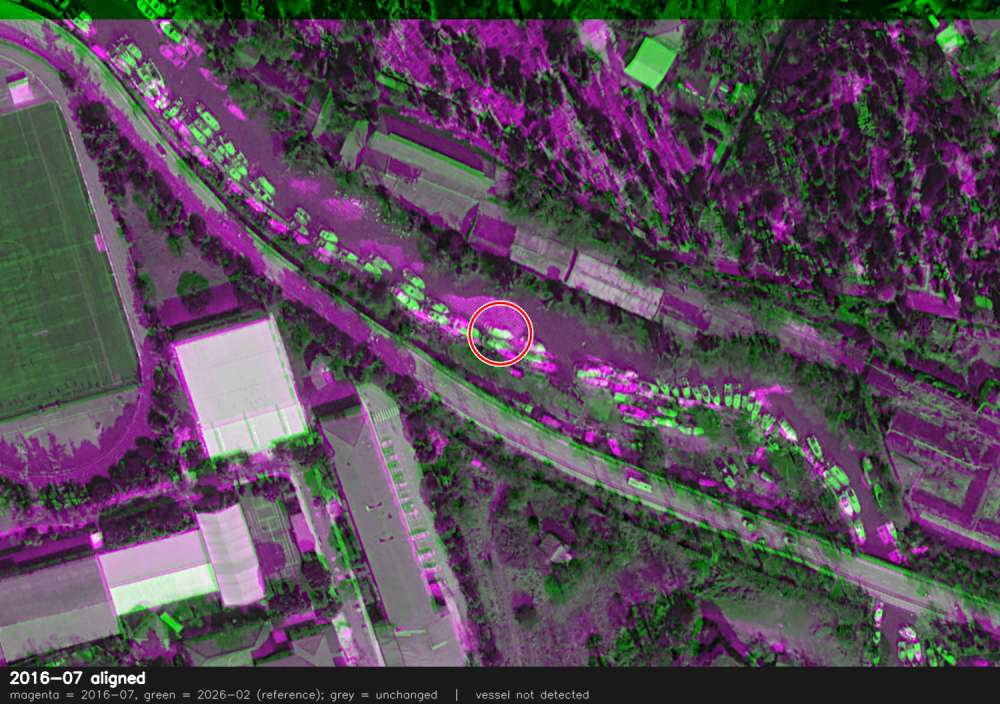 2016-07 aligned
magenta = 2016-07, green = 2026-02 (reference); grey = unchanged | vessel not detected